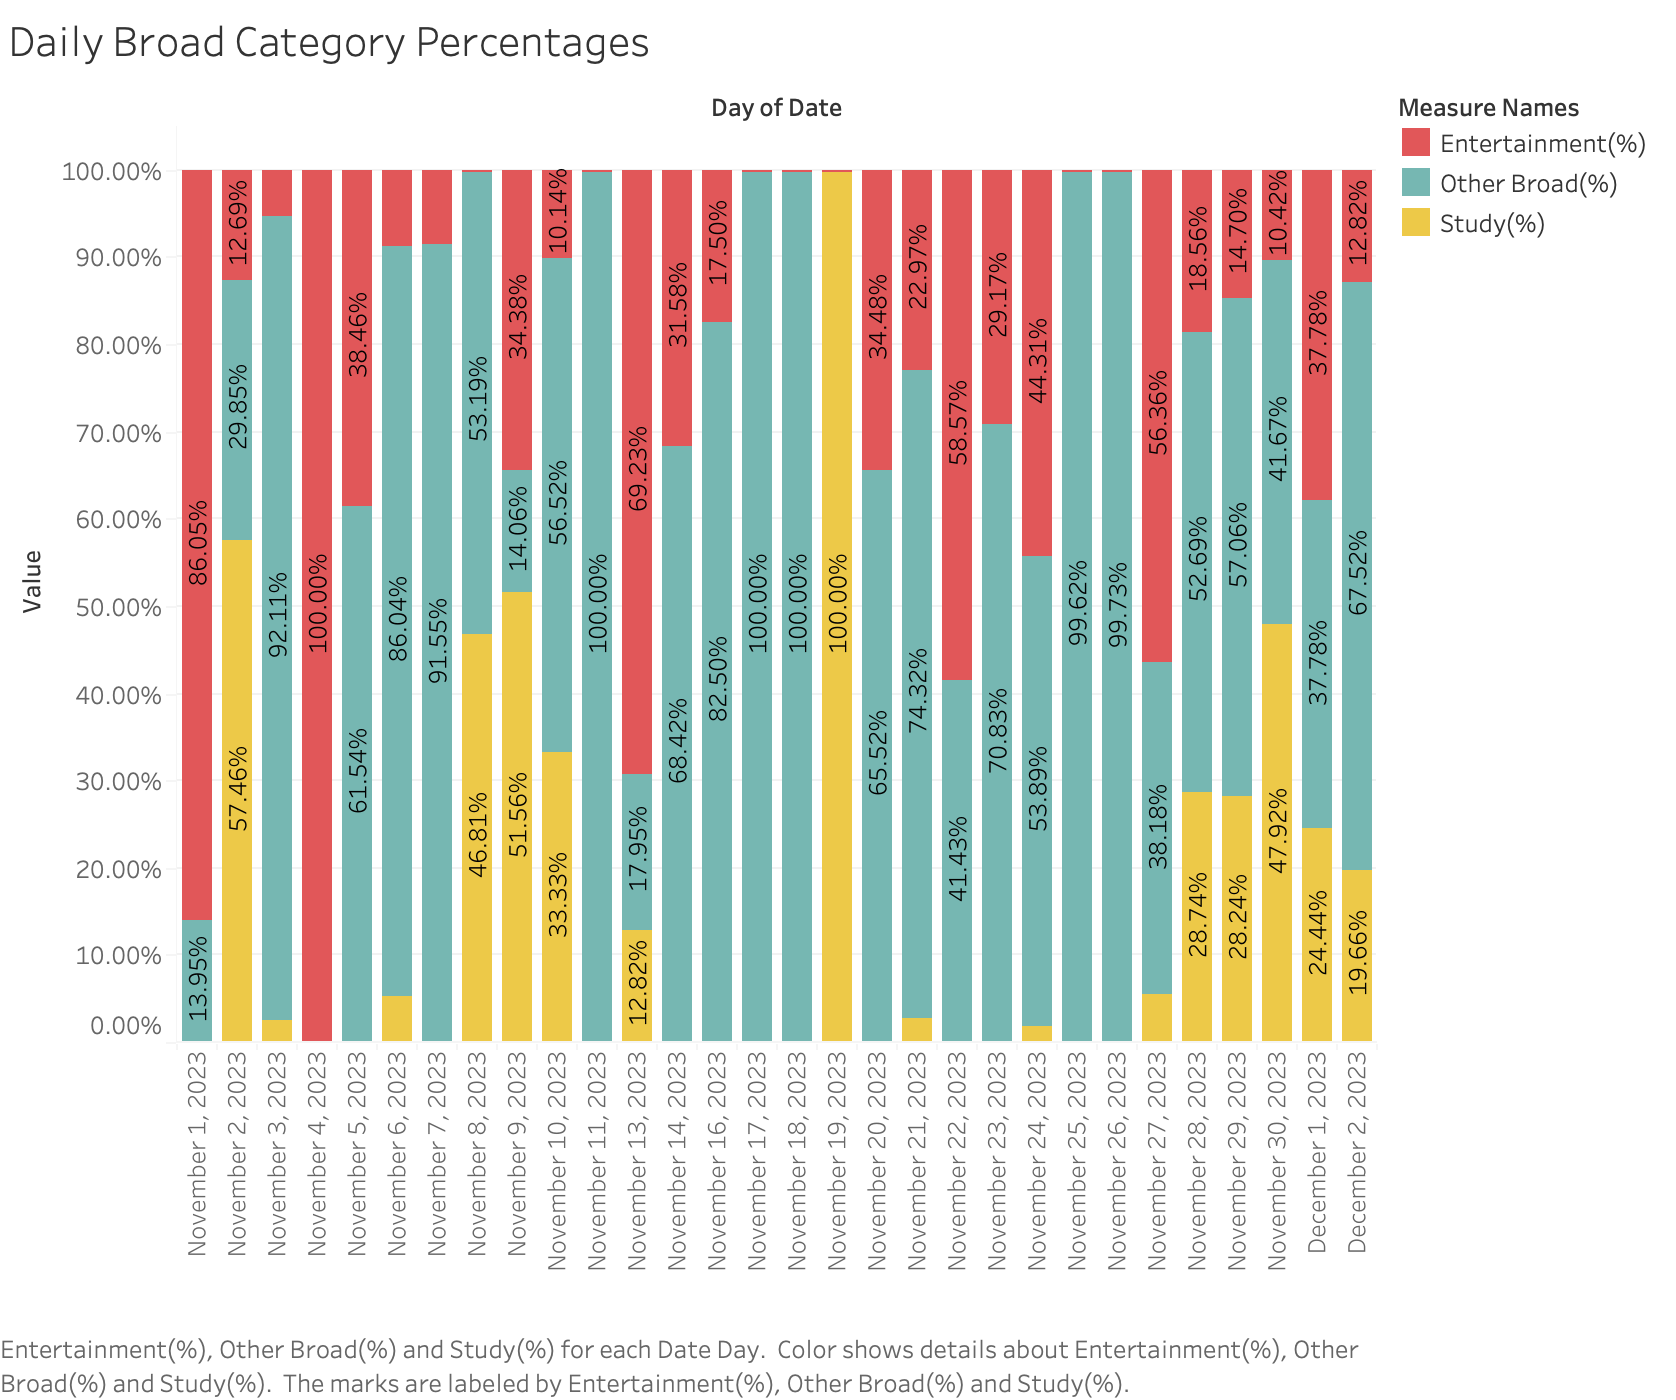 Daily Broad Category Percentages
Day of Date
Measure Names
Entertainment(%)
Other Broad(%)
Study(%)
Value
100.00%
90.00%
80.00%
70.00%
60.00%
50.00%
40.00%
30.00%
20.00%
10.00%
0.00%
86.05%
13.95%
12.69%
29.85%
57.46%
92.11%
100.00%
38.46%
61.54%
86.04%
91.55%
53.19%
46.81%
34.38%
14.06%
51.56%
10.14%
56.52%
33.33%
100.00%
69.23%
17.95%
12.82%
31.58%
68.42%
17.50%
82.50%
100.00%
100.00%
100.00%
34.48%
65.52%
22.97%
74.32%
58.57%
41.43%
29.17%
70.83%
44.31%
53.89%
99.62%
99.73%
56.36%
38.18%
18.56%
52.69%
28.74%
14.70%
57.06%
28.24%
10.42%
41.67%
47.92%
37.78%
37.78%
24.44%
12.82%
67.52%
19.66%
November 1, 2023
November 2, 2023
November 3, 2023
November 4, 2023
November 5, 2023
November 6, 2023
November 7, 2023
November 8, 2023
November 9, 2023
November 10, 2023
November 11, 2023
November 13, 2023
November 14, 2023
November 16, 2023
November 17, 2023
November 18, 2023
November 19, 2023
November 20, 2023
November 21, 2023
November 22, 2023
November 23, 2023
November 24, 2023
November 25, 2023
November 26, 2023
November 27, 2023
November 28, 2023
November 29, 2023
November 30, 2023
December 1, 2023
December 2, 2023
Entertainment(%), Other Broad(%) and Study(%) for each Date Day.  Color shows details about Entertainment(%), Other
Broad(%) and Study(%).  The marks are labeled by Entertainment(%), Other Broad(%) and Study(%).